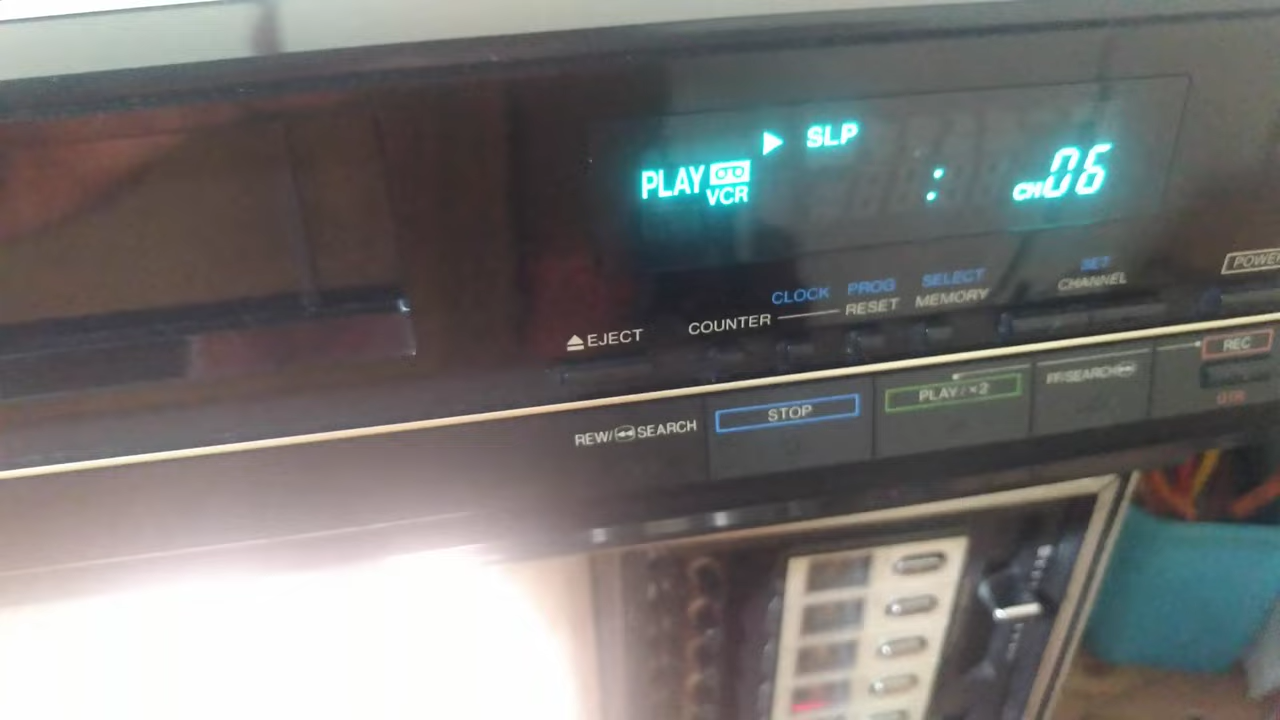 SLP
PLAY VCR : CH 06
CLOCK PROG SELECT SET
EJECT COUNTER RESET MEMORY CHANNEL POWER
REW/ SEARCH STOP PLAY/×2 FF/SEARCH REC
OTR